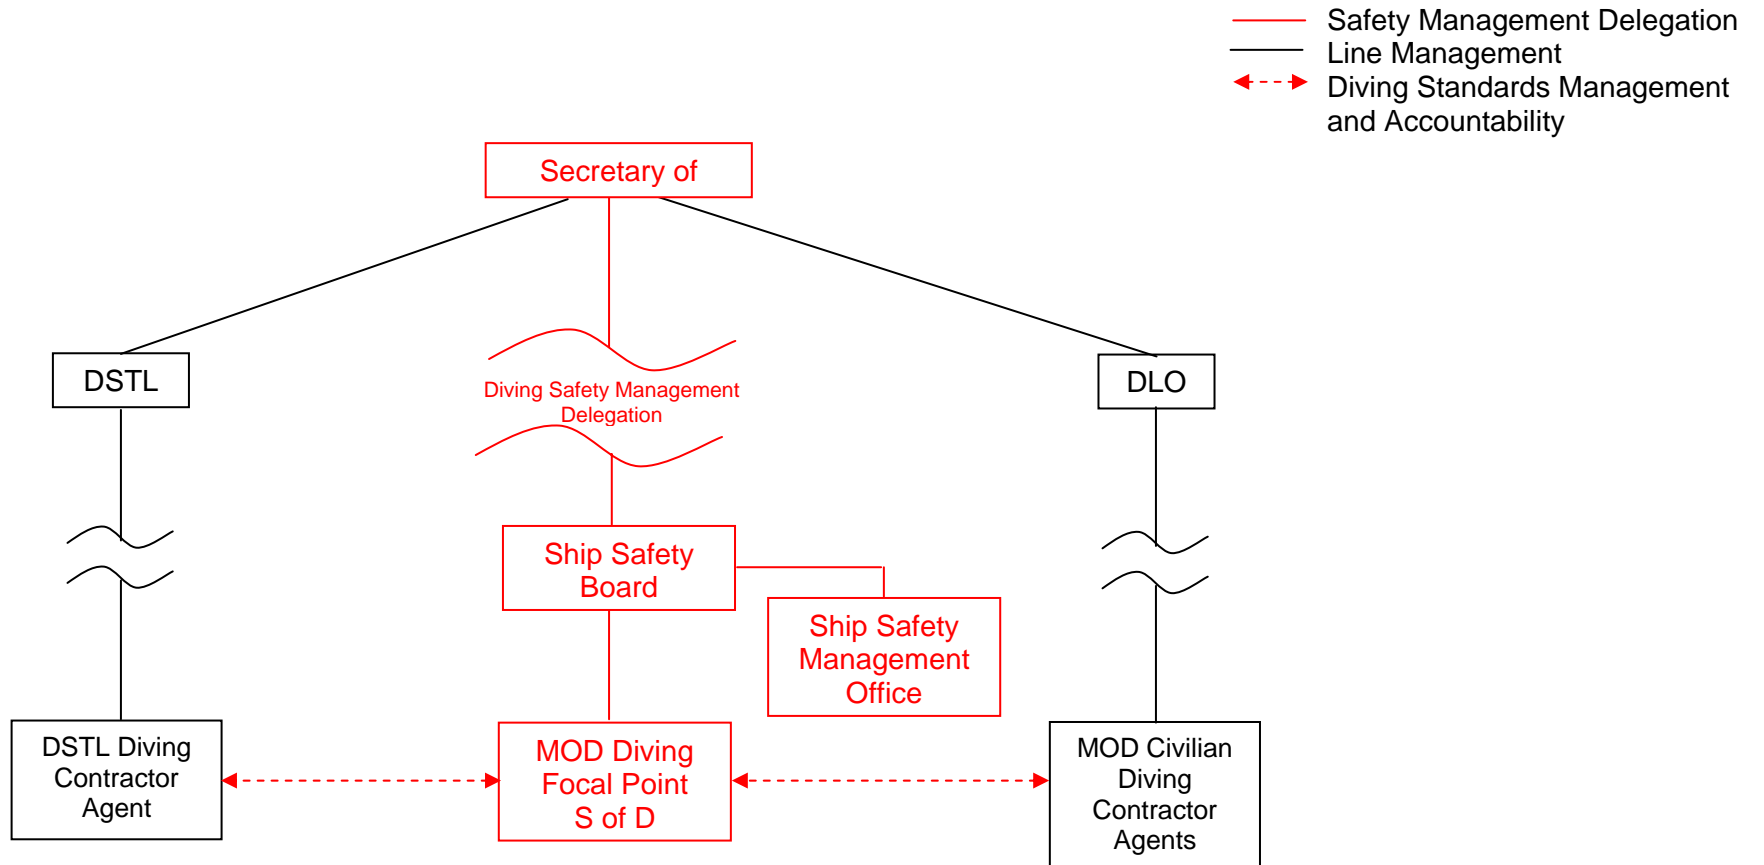 Safety Management Delegation
Line Management
Diving Standards Management
and Accountability
Secretary of
DSTL
Diving Safety Management
Delegation
DLO
Ship Safety
Board
Ship Safety
Management
Office
DSTL Diving
Contractor
Agent
MOD Diving
Focal Point
S of D
MOD Civilian
Diving
Contractor
Agents